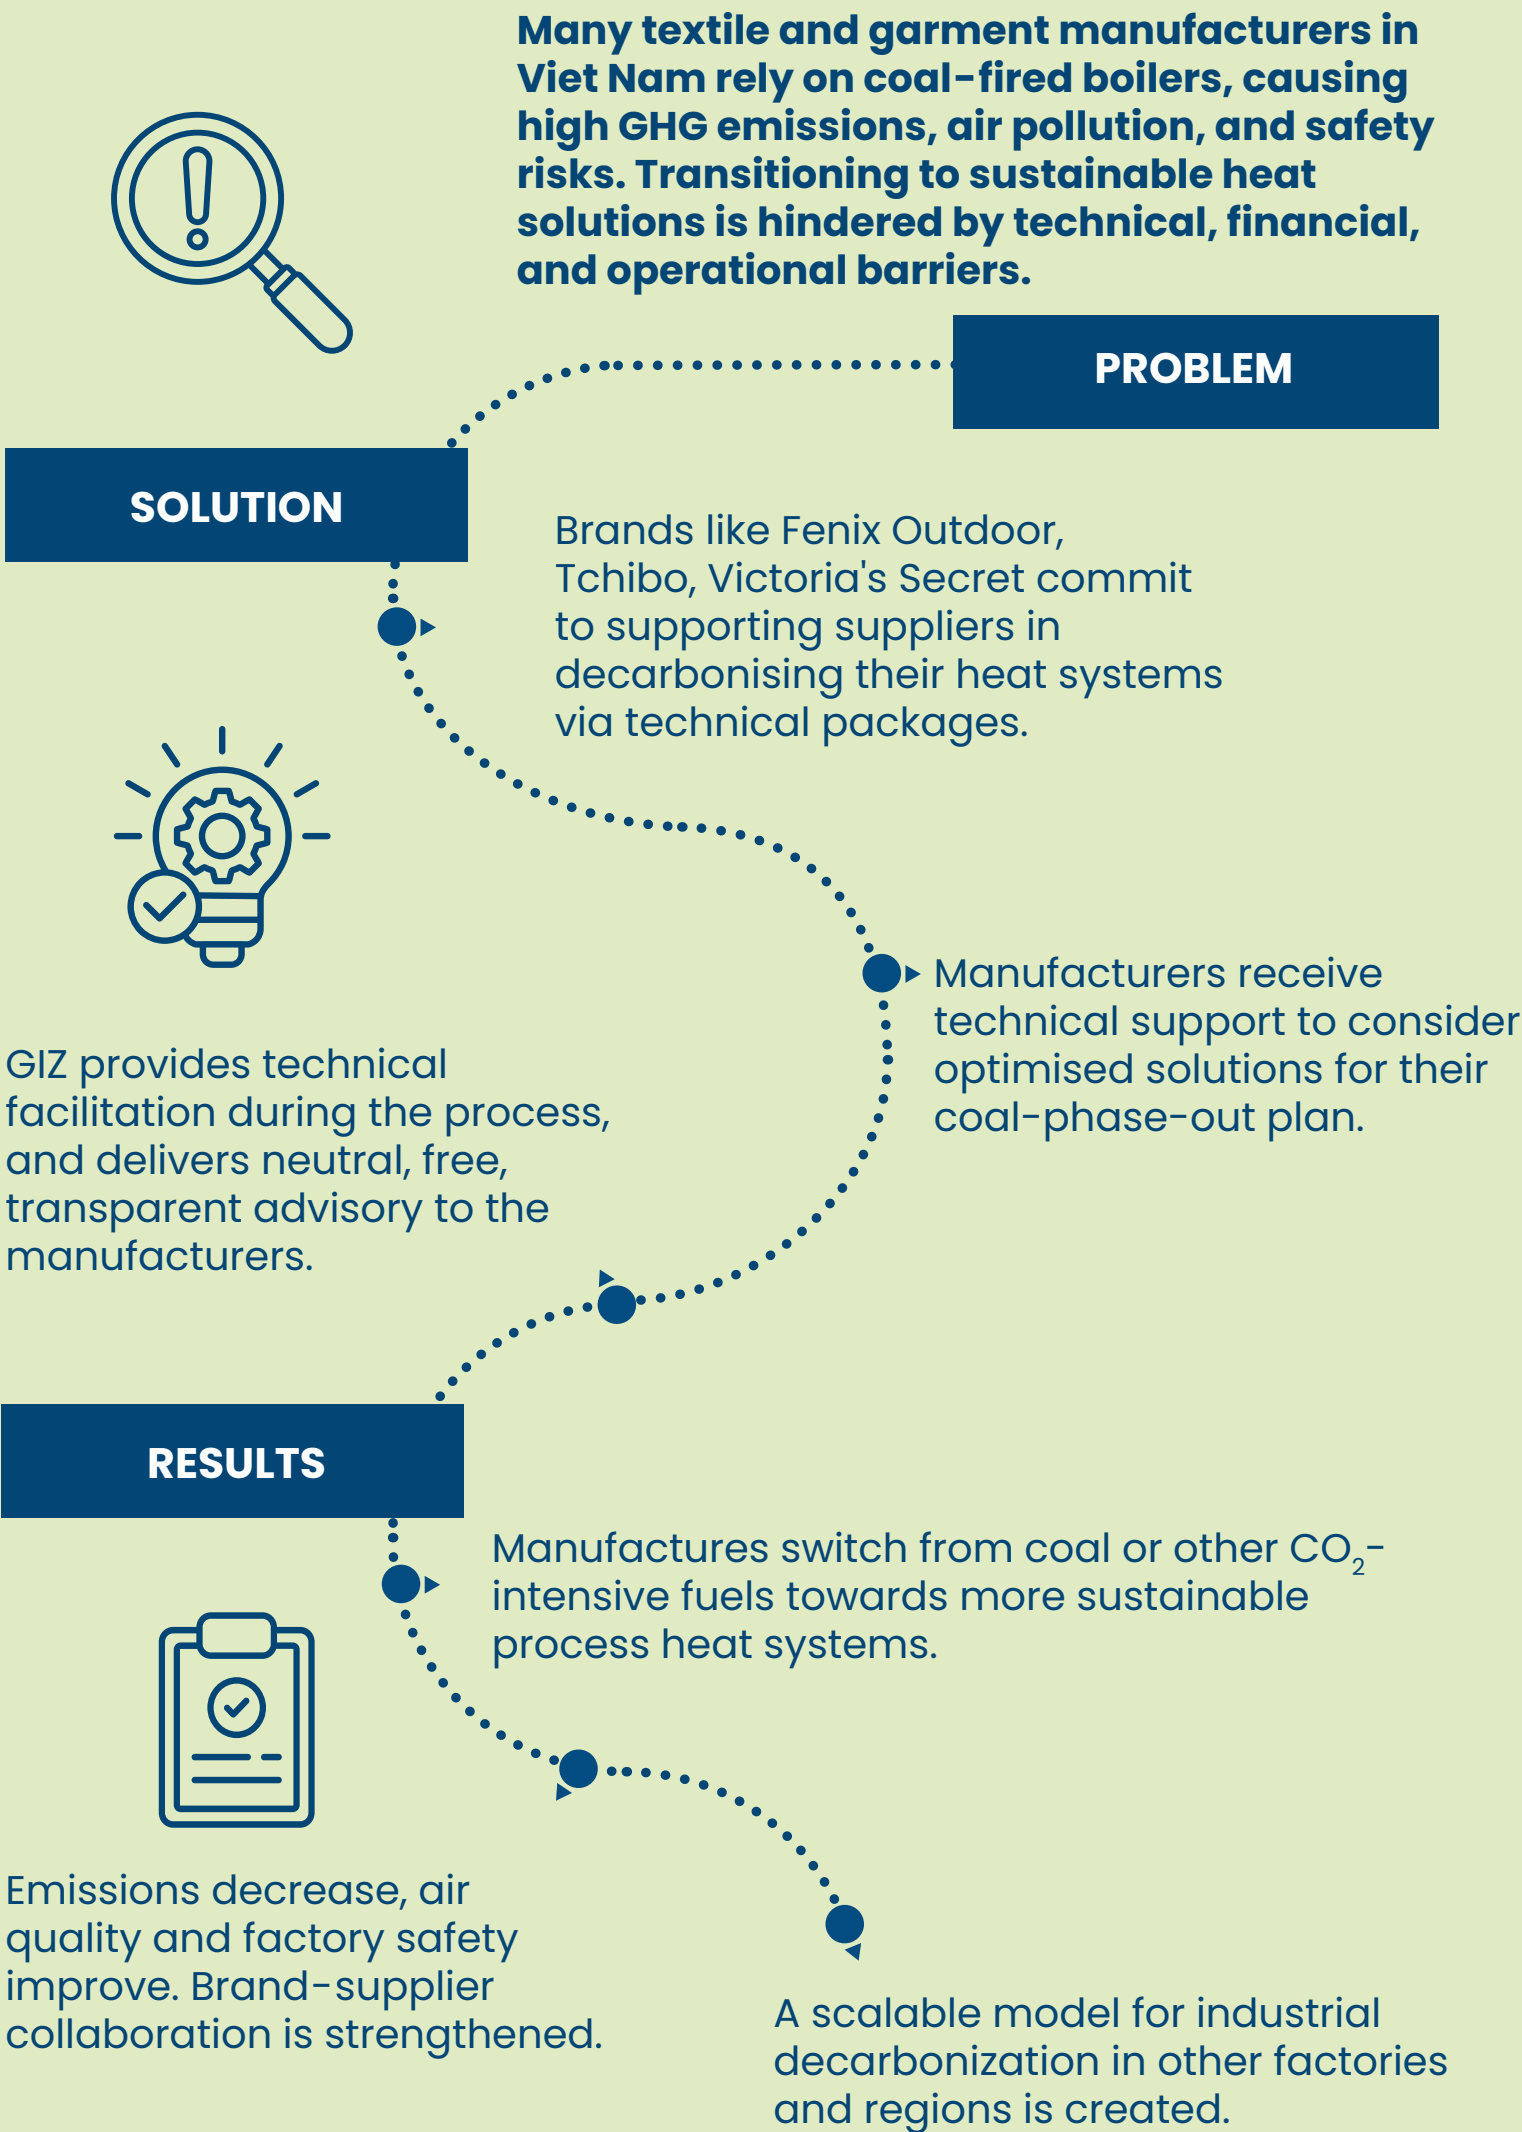 Many textile and garment manufacturers in
Viet Nam rely on coal-fired boilers, causing
high GHG emissions, air pollution, and safety
risks. Transitioning to sustainable heat
solutions is hindered by technical, financial,
and operational barriers.
PROBLEM
SOLUTION
Brands like Fenix Outdoor,
Tchibo, Victoria's Secret commit
to supporting suppliers in
decarbonising their heat systems
via technical packages.
Manufacturers receive
technical support to consider
optimised solutions for their
coal-phase-out plan.
GIZ provides technical
facilitation during the process,
and delivers neutral, free,
transparent advisory to the
manufacturers.
RESULTS
Manufactures switch from coal or other CO₂-
intensive fuels towards more sustainable
process heat systems.
Emissions decrease, air
quality and factory safety
improve. Brand-supplier
collaboration is strengthened.
A scalable model for industrial
decarbonization in other factories
and regions is created.